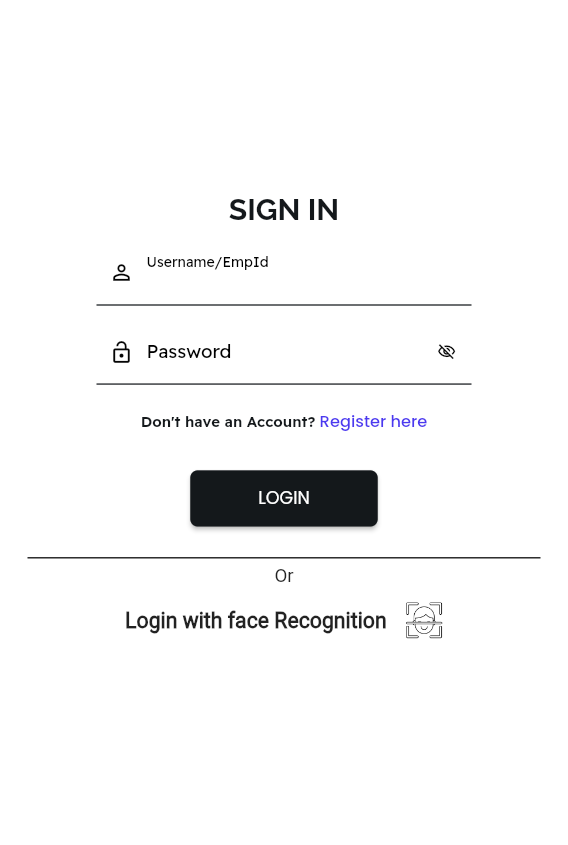 SIGN IN
Username/EmpId
Password
Don't have an Account? Register here
LOGIN
Or
Login with face Recognition